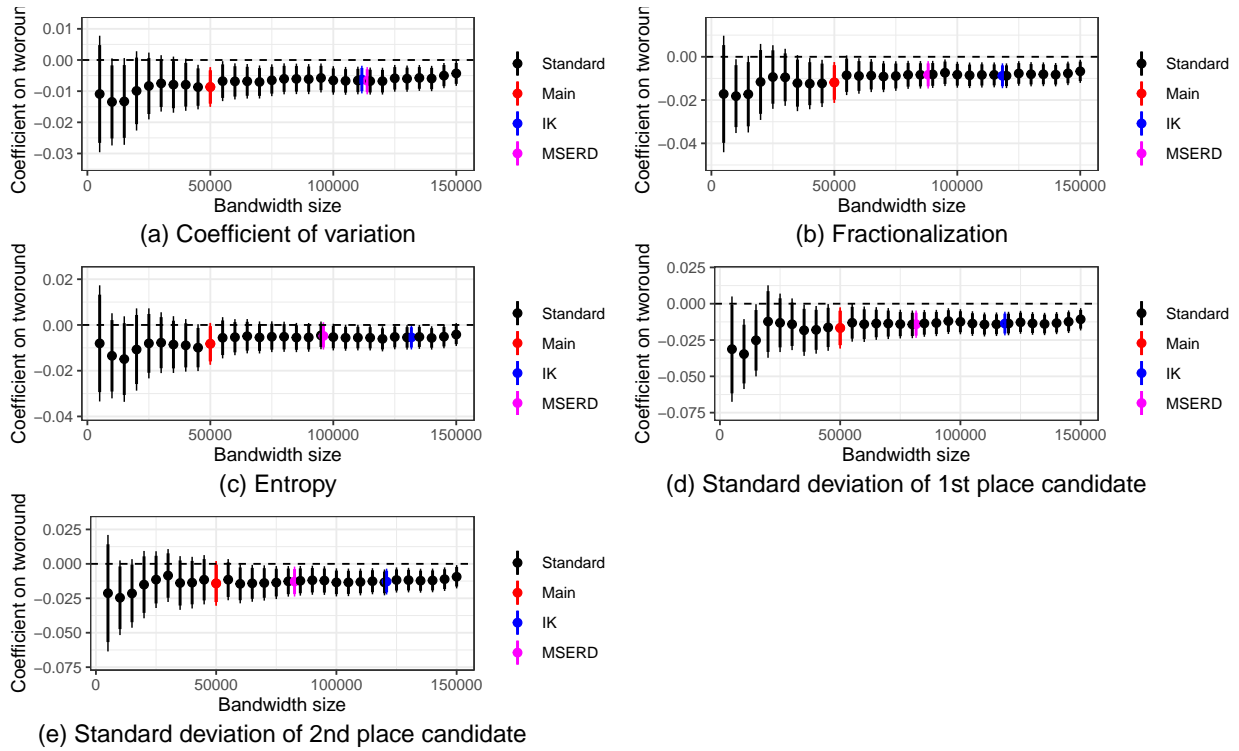 Coefficient on tworound
0.01
0.00
−0.01
−0.02
−0.03
0 50000 100000 150000
Bandwidth size
Standard
Main
IK
MSERD
(a) Coefficient of variation
Coefficient on tworound
0.00
−0.02
−0.04
0 50000 100000 150000
Bandwidth size
Standard
Main
IK
MSERD
(b) Fractionalization
Coefficient on tworound
0.02
0.00
−0.02
−0.04
0 50000 100000 150000
Bandwidth size
Standard
Main
IK
MSERD
(c) Entropy
Coefficient on tworound
0.025
0.000
−0.025
−0.050
−0.075
0 50000 100000 150000
Bandwidth size
Standard
Main
IK
MSERD
(d) Standard deviation of 1st place candidate
Coefficient on tworound
0.025
0.000
−0.025
−0.050
−0.075
0 50000 100000 150000
Bandwidth size
Standard
Main
IK
MSERD
(e) Standard deviation of 2nd place candidate